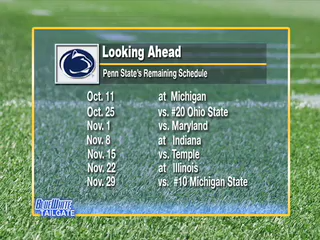 Looking Ahead
Penn State's Remaining Schedule
Oct. 11 at Michigan
Oct. 25 vs. #20 Ohio State
Nov. 1 vs. Maryland
Nov. 8 at Indiana
Nov. 15 vs. Temple
Nov. 22 at Illinois
Nov. 29 vs. #10 Michigan State
BLUE WHITE
TAILGATE